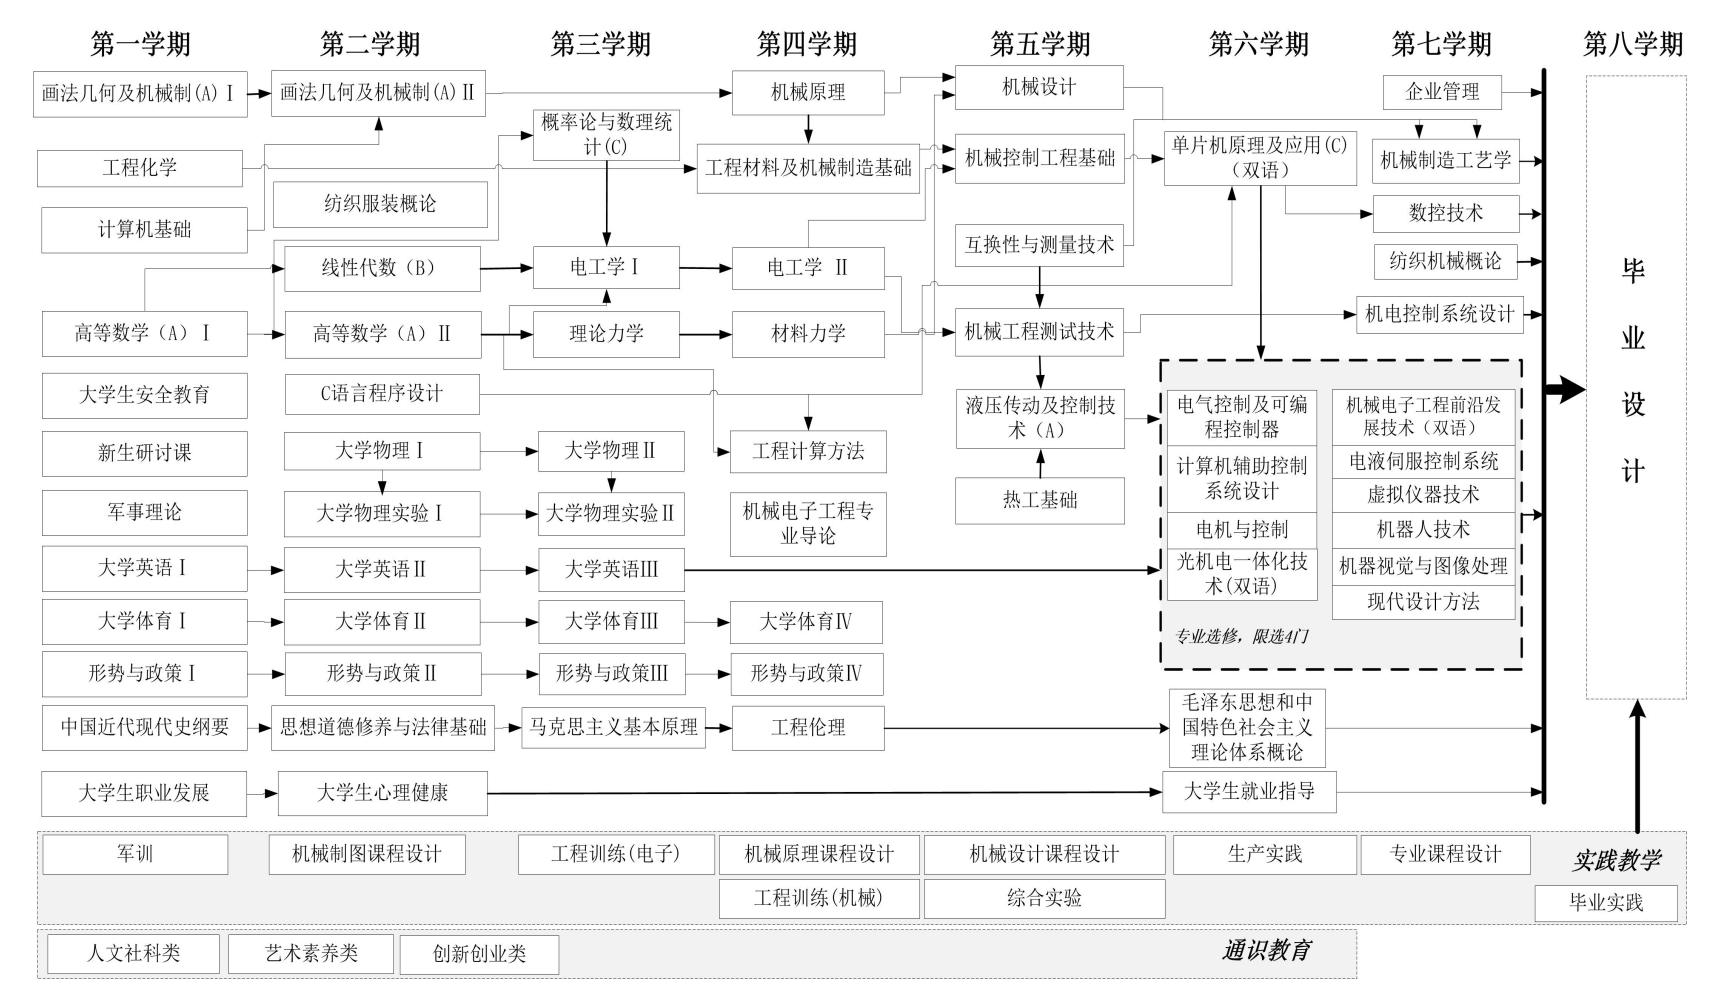 第一学期
第二学期
第三学期
第四学期
第五学期
第六学期
第七学期
第八学期
画法几何及机械制(A) I
工程化学
计算机基础
高等数学（A） I
大学生安全教育
新生研讨课
军事理论
大学英语 I
大学体育 I
形势与政策 I
中国近代现代史纲要
大学生职业发展
画法几何及机械制(A) II
纺织服装概论
线性代数（B）
高等数学（A）II
C语言程序设计
大学物理 I
大学物理实验 I
大学英语 II
大学体育 II
形势与政策 II
思想道德修养与法律基础
大学生心理健康
概率论与数理统
计(C)
电工学 I
理论力学
大学物理 II
大学物理实验 II
大学英语III
大学体育III
形势与政策III
马克思主义基本原理
机械原理
工程材料及机械制造基础
电工学 II
材料力学
工程计算方法
机械电子工程专
业导论
大学体育IV
形势与政策IV
工程伦理
机械设计
机械控制工程基础
互换性与测量技术
机械工程测试技术
液压传动及控制技
术（A）
热工基础
单片机原理及应用(C)
（双语）
电气控制及可编
程控制器
计算机辅助控制
系统设计
电机与控制
光机电一体化技
术(双语)
机械电子工程前沿发
展技术（双语）
电液伺服控制系统
虚拟仪器技术
机器人技术
机器视觉与图像处理
现代设计方法
专业选修，限选4门
毛泽东思想和中
国特色社会主义
理论体系概论
大学生就业指导
企业管理
机械制造工艺学
数控技术
纺织机械概论
机电控制系统设计
毕
业
设
计
军训
机械制图课程设计
工程训练(电子)
机械原理课程设计
机械设计课程设计
生产实践
专业课程设计
实践教学
工程训练(机械)
综合实验
毕业实践
人文社科类
艺术素养类
创新创业类
通识教育